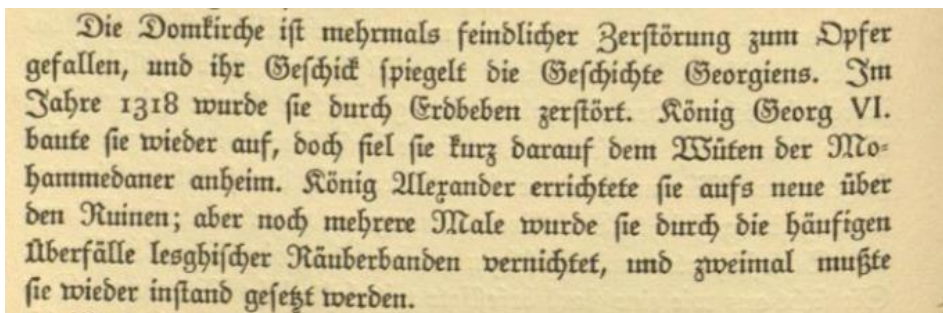 Die Domkirche ist mehrmals feindlicher Zerstörung zum Opfer
gefallen, und ihr Geschick spiegelt die Geschichte Georgiens. Im
Jahre 1318 wurde sie durch Erdbeben zerstört. König Georg VI.
baute sie wieder auf, doch fiel sie kurz darauf dem Wüten der Mo-
hammedaner anheim. König Alexander errichtete sie aufs neue über
den Ruinen; aber noch mehrere Male wurde sie durch die häufigen
Überfälle lesghischer Räuberbanden vernichtet, und zweimal mußte
sie wieder instand gesetzt werden.